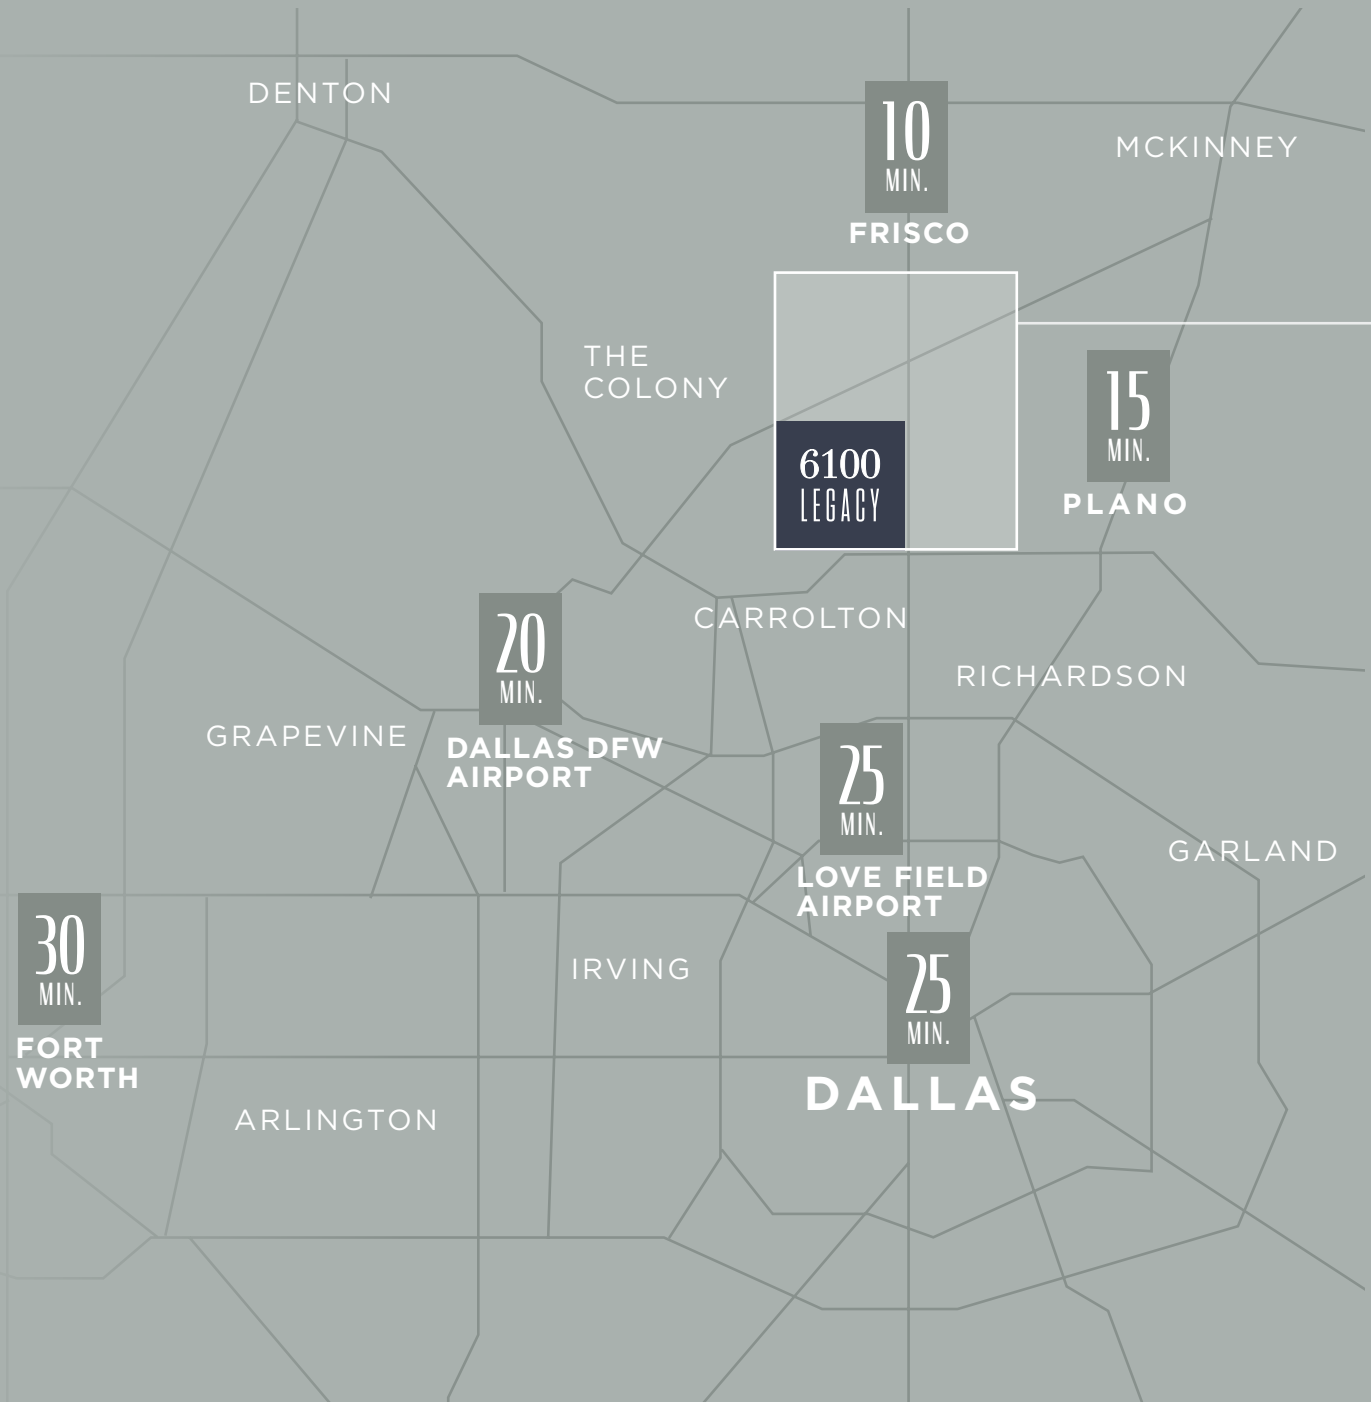 DENTON
10
MIN.
FRISCO
MCKINNEY
THE
COLONY
15
MIN.
PLANO
6100
LEGACY
20
MIN.
DALLAS DFW
AIRPORT
CARROLTON
RICHARDSON
GRAPEVINE
25
MIN.
LOVE FIELD
AIRPORT
GARLAND
30
MIN.
FORT
WORTH
IRVING
25
MIN.
DALLAS
ARLINGTON